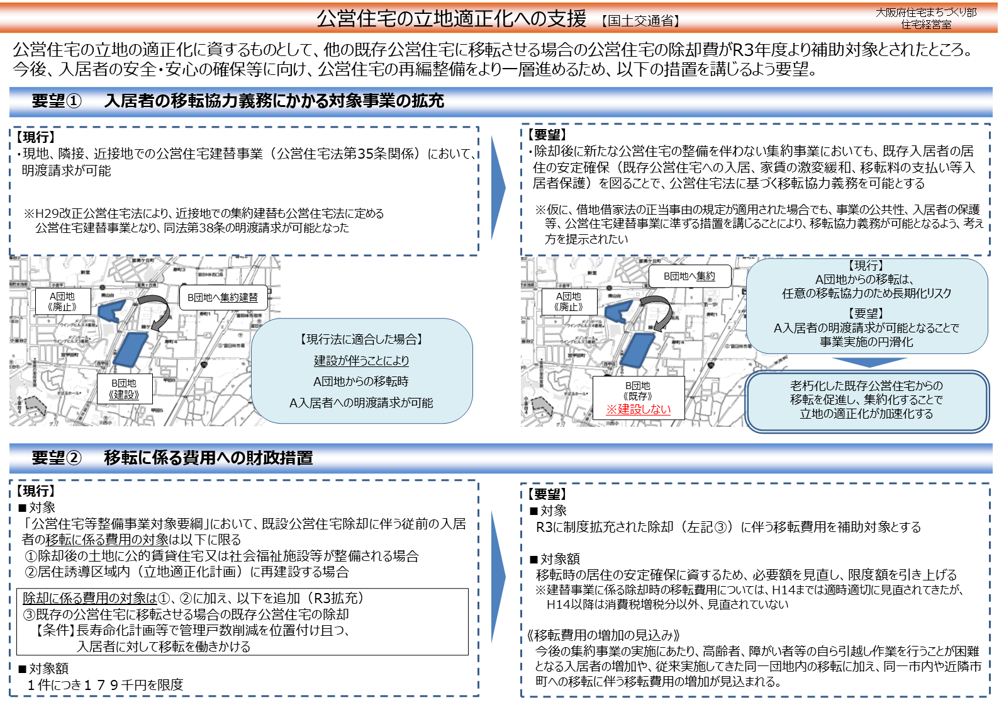 公営住宅の立地適正化への支援 【国土交通省】
大阪府住宅まちづくり部
住宅経営室
公営住宅の立地の適正化に資するものとして、他の既存公営住宅に移転させる場合の公営住宅の除却費がR3年度より補助対象とされたところ。
今後、入居者の安全・安心の確保等に向け、公営住宅の再編整備をより一層進めるため、以下の措置を講じるよう要望。
要望① 入居者の移転協力義務にかかる対象事業の拡充
【現行】
・現地、隣接、近接地での公営住宅建替事業（公営住宅法第35条関係）において、
明渡請求が可能
※H29改正公営住宅法により、近接地での集約建替も公営住宅法に定める
公営住宅建替事業となり、同法第38条の明渡請求が可能となった
A団地
《廃止》
B団地へ集約建替
B団地
《建設》
【現行法に適合した場合】
建設が伴うことにより
A団地からの移転時
A入居者への明渡請求が可能
【要望】
・除却後に新たな公営住宅の整備を伴わない集約事業においても、既存入居者の居
住の安定確保（既存公営住宅への入居、家賃の激変緩和、移転料の支払い等入
居者保護）を図ることで、公営住宅法に基づく移転協力義務を可能とする
※仮に、借地借家法の正当事由の規定が適用された場合でも、事業の公共性、入居者の保護
等、公営住宅建替事業に準ずる措置を講じることにより、移転協力義務が可能となるよう、考え
方を提示されたい
A団地
《廃止》
B団地へ集約
B団地
《既存》
※建設しない
【現行】
A団地からの移転は、
任意の移転協力のため長期化リスク
【要望】
A入居者の明渡請求が可能となることで
事業実施の円滑化
老朽化した既存公営住宅からの
移転を促進し、集約化することで
立地の適正化が加速化する
要望② 移転に係る費用への財政措置
【現行】
■対象
「公営住宅等整備事業対象要綱」において、既設公営住宅除却に伴う従前の入居
者の移転に係る費用の対象は以下に限る
①除却後の土地に公的賃貸住宅又は社会福祉施設等が整備される場合
②居住誘導区域内（立地適正化計画）に再建設する場合
除却に係る費用の対象は①、②に加え、以下を追加（R3拡充）
③既存の公営住宅に移転させる場合の既存公営住宅の除却
【条件】長寿命化計画等で管理戸数削減を位置付け且つ、
入居者に対して移転を働きかける
■対象額
１件につき１７９千円を限度
【要望】
■対象
R3に制度拡充された除却（左記③）に伴う移転費用を補助対象とする
■対象額
移転時の居住の安定確保に資するため、必要額を見直し、限度額を引き上げる
※建替事業に係る除却時の移転費用については、H14までは適時適切に見直されてきたが、
H14以降は消費税増税分以外、見直されていない
《移転費用の増加の見込み》
今後の集約事業の実施にあたり、高齢者、障がい者等の自ら引越し作業を行うことが困難
となる入居者の増加や、従来実施してきた同一団地内の移転に加え、同一市内や近隣市
町への移転に伴う移転費用の増加が見込まれる。